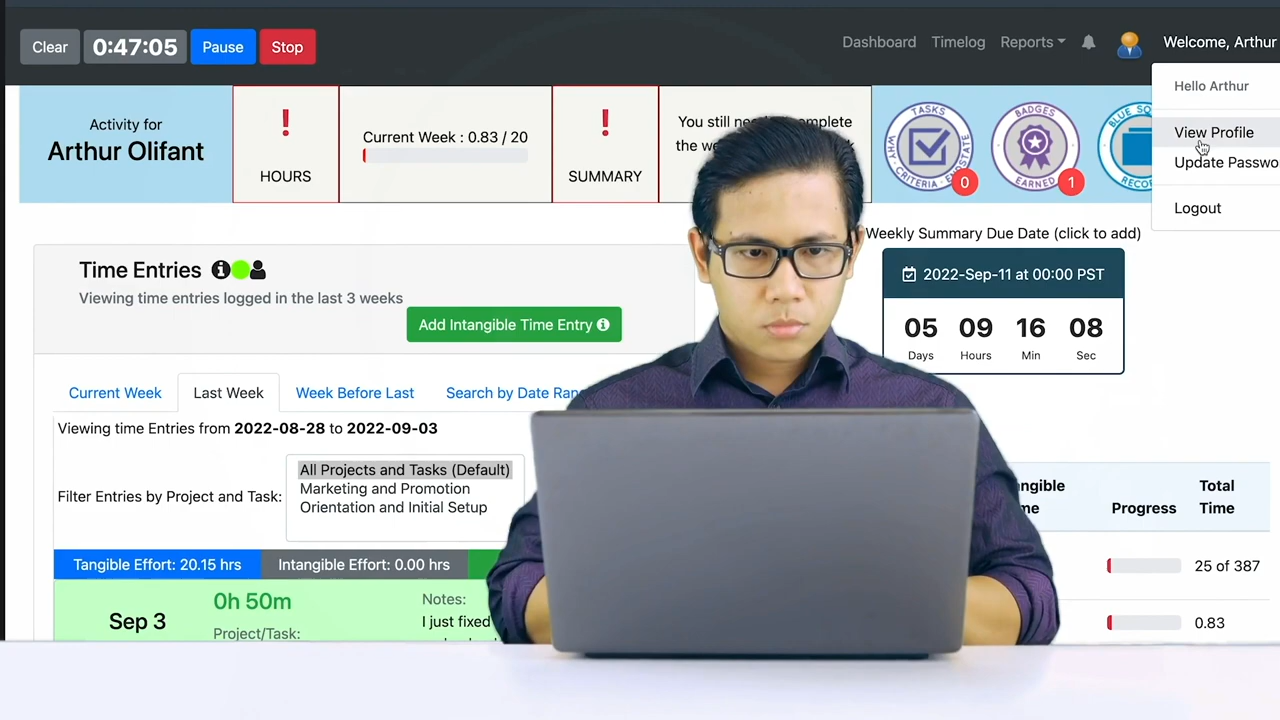 Clear
0:47:05
Pause
Stop
Dashboard
Timelog
Reports
Welcome, Arthur
Hello Arthur
View Profile
Update Passwo
Logout
Activity for
Arthur Olifant
!
HOURS
Current Week : 0.83 / 20
!
SUMMARY
You still complete
the we
TASKS
WHY CRITERIA ENDSTATE
0
BADGES
EARNED
1
BLUE SQ
RECO
Weekly Summary Due Date (click to add)
2022-Sep-11 at 00:00 PST
05 09 16 08
Days Hours Min Sec
Time Entries
Viewing time entries logged in the last 3 weeks
Add Intangible Time Entry
Current Week
Last Week
Week Before Last
Search by Date Ran
Viewing time Entries from 2022-08-28 to 2022-09-03
Filter Entries by Project and Task:
All Projects and Tasks (Default)
Marketing and Promotion
Orientation and Initial Setup
Tangible Effort: 20.15 hrs
Intangible Effort: 0.00 hrs
Sep 3
0h 50m
Project/Task:
Notes:
I just fixed
ngible
me
Progress
Total
Time
25 of 387
0.83